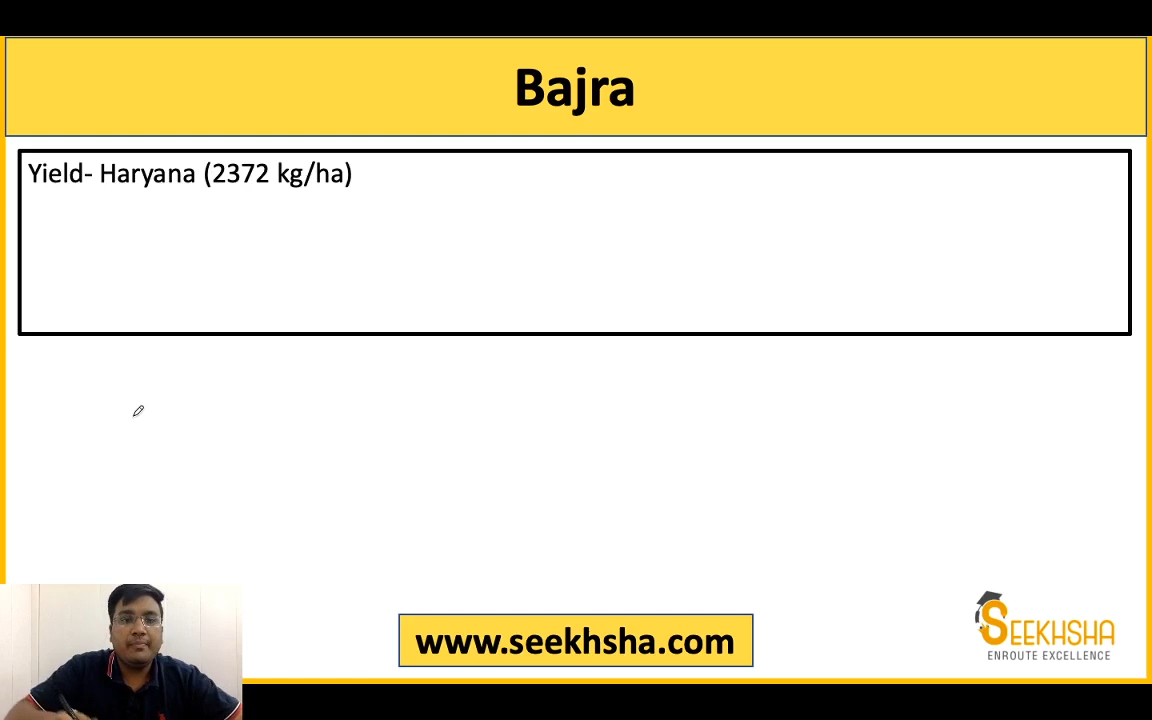 Bajra
Yield- Haryana (2372 kg/ha)
www.seekhsha.com
SEEKHSHA
ENROUTE EXCELLENCE